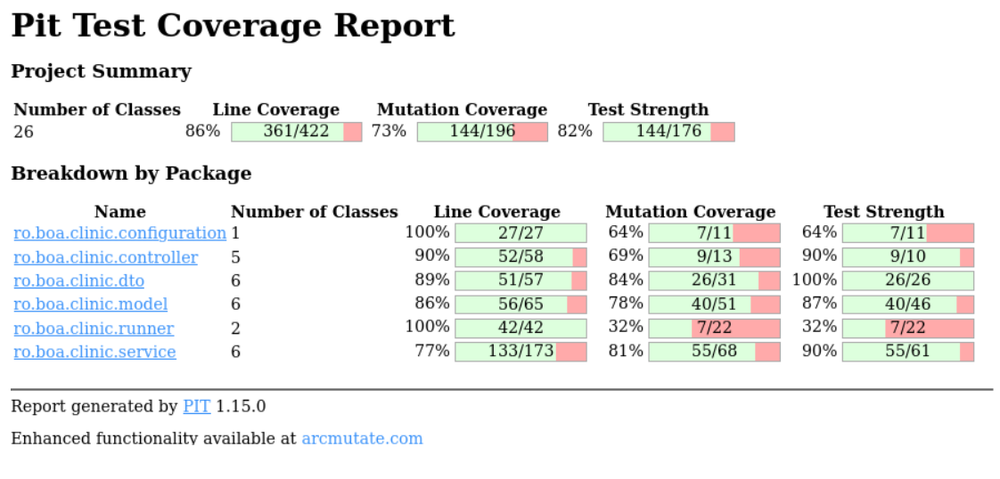 Pit Test Coverage Report
Project Summary
Number of Classes Line Coverage Mutation Coverage Test Strength
26 86% 361/422 73% 144/196 82% 144/176
Breakdown by Package
Name Number of Classes Line Coverage Mutation Coverage Test Strength
ro.boa.clinic.configuration 1 100% 27/27 64% 7/11 64% 7/11
ro.boa.clinic.controller 5 90% 52/58 69% 9/13 90% 9/10
ro.boa.clinic.dto 6 89% 51/57 84% 26/31 100% 26/26
ro.boa.clinic.model 6 86% 56/65 78% 40/51 87% 40/46
ro.boa.clinic.runner 2 100% 42/42 32% 7/22 32% 7/22
ro.boa.clinic.service 6 77% 133/173 81% 55/68 90% 55/61
Report generated by PIT 1.15.0
Enhanced functionality available at arcmutate.com